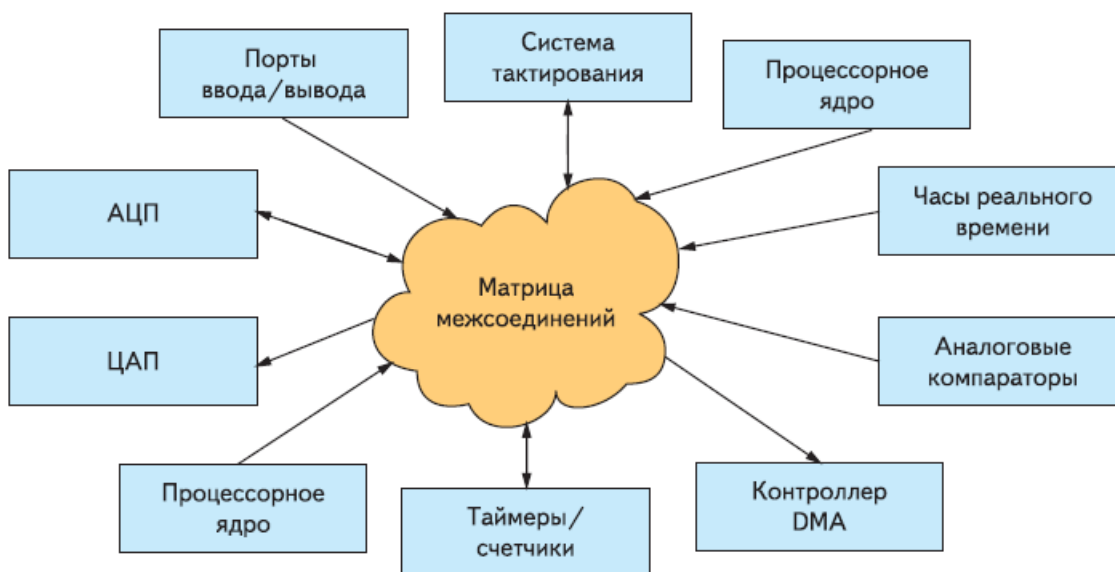 Порты
ввода/вывода
Система
тактирования
Процессорное
ядро
АЦП
Часы реального
времени
Матрица
межсоединений
ЦАП
Аналоговые
компараторы
Процессорное
ядро
Таймеры/
счетчики
Контроллер
DMA